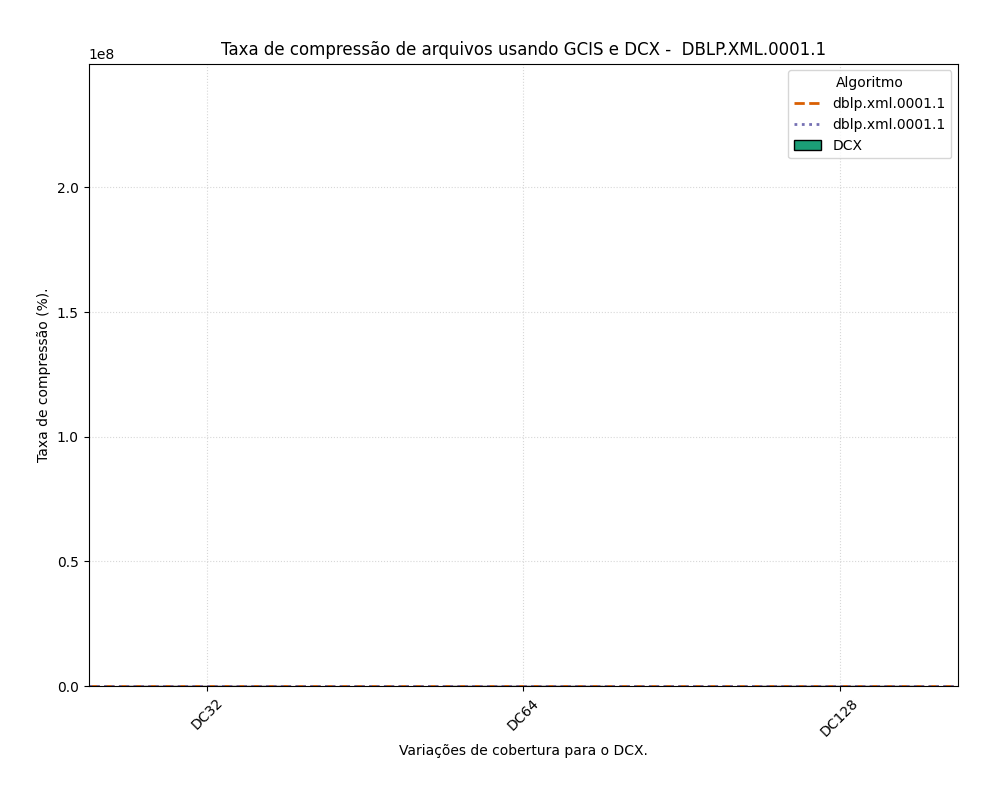 Taxa de compressão de arquivos usando GCIS e DCX -  DBLP.XML.0001.1
1e8
Algoritmo
dblp.xml.0001.1
dblp.xml.0001.1
DCX
2.0
1.5
1.0
0.5
0.0
Taxa de compressão (%).
DC32
DC64
DC128
Variações de cobertura para o DCX.